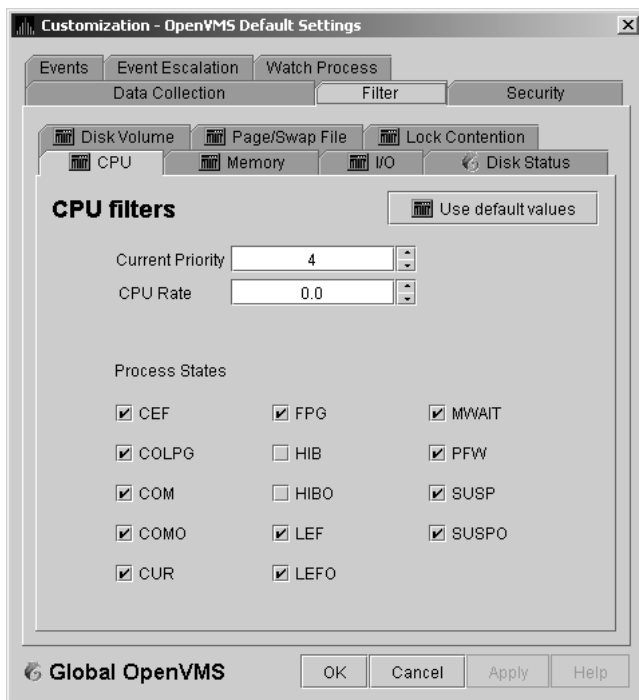 Customization - OpenVMS Default Settings
Events Event Escalation Watch Process
Data Collection Filter Security
Disk Volume Page/Swap File Lock Contention
CPU Memory I/O Disk Status
CPU filters Use default values
Current Priority 4
CPU Rate 0.0
Process States
CEF FPG MWAIT
COLPG HIB PFW
COM HIBO SUSP
COMO LEF SUSPO
CUR LEFO
Global OpenVMS OK Cancel Apply Help